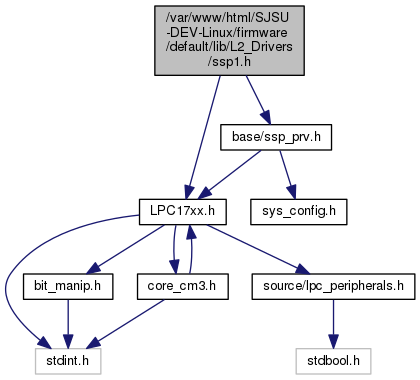 /var/www/html/SJSU
-DEV-Linux/firmware
/default/lib/L2_Drivers
/ssp1.h
base/ssp_prv.h
LPC17xx.h
sys_config.h
bit_manip.h
core_cm3.h
source/lpc_peripherals.h
stdint.h
stdbool.h